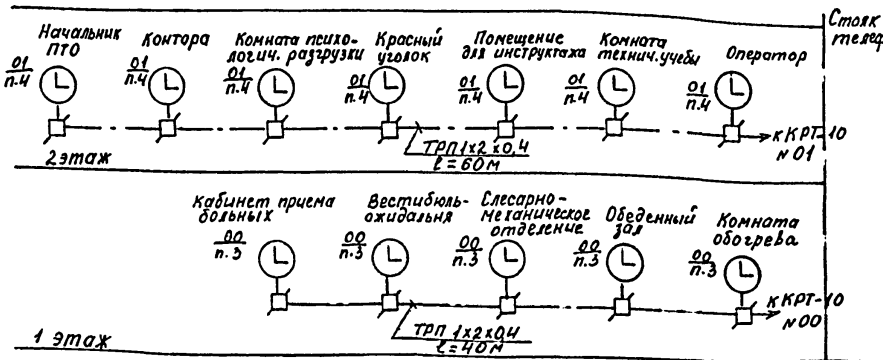 Стояк
телеф
Начальник
ПТО
Контора
Комната психо-
логич. разгрузки
Красный
уголок
Помещение
для инструктажа
Комната
технич. учебы
Оператор
01
п.4
01
п.4
01
п.4
01
п.4
01
п.4
01
п.4
01
п.4
ТРП 1х2х0,4
ℓ=60м
к КРТ-10
№01
2 этаж
Кабинет приема
больных
Вестибюль-
ожидальня
Слесарно-
механическое
отделение
Обеденный
зал
Комната
обогрева
00
п.3
00
п.3
00
п.3
00
п.3
00
п.3
ТРП 1х2х0,4
ℓ=40м
к КРТ-10
№00
1 этаж